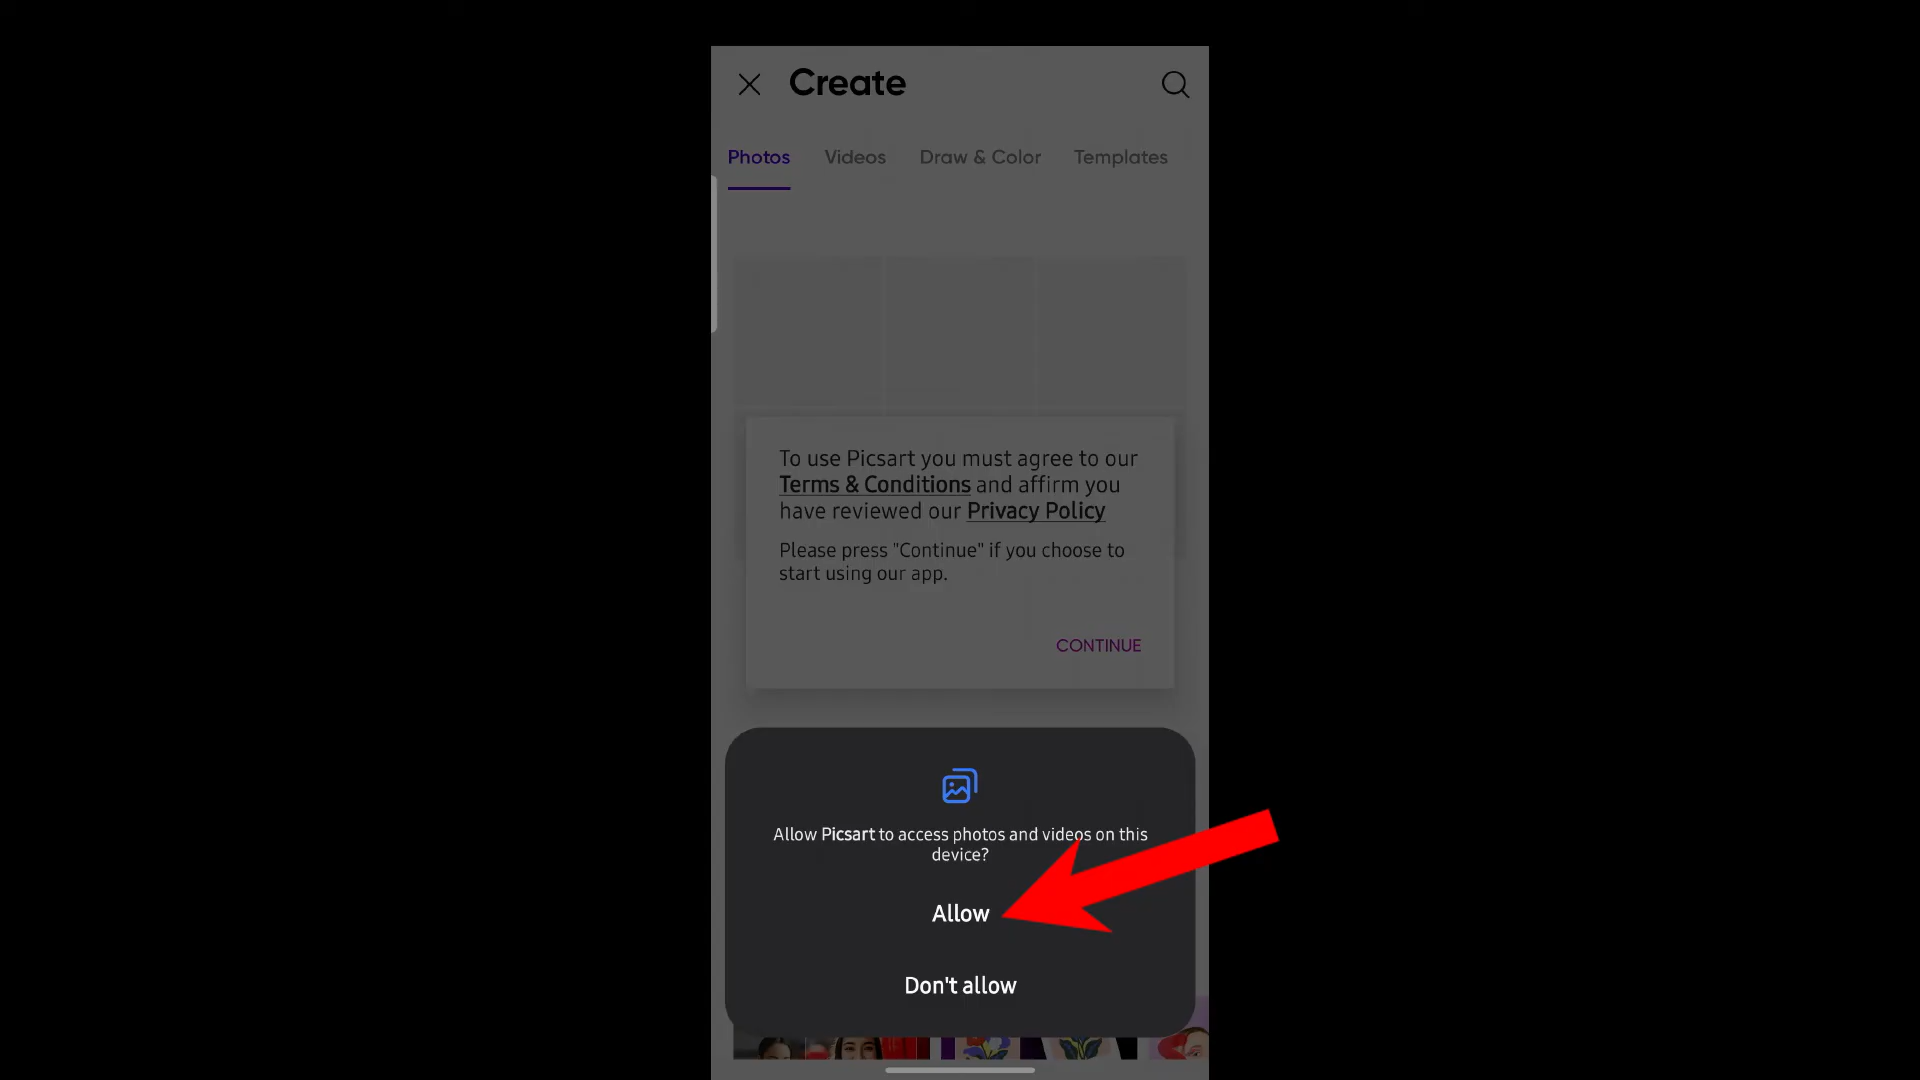 Create
Photos Videos Draw & Color Templates
To use Picsart you must agree to our
Terms & Conditions and affirm you
have reviewed our Privacy Policy
Please press "Continue" if you choose to
start using our app.
CONTINUE
Allow Picsart to access photos and videos on this
device?
Allow
Don't allow